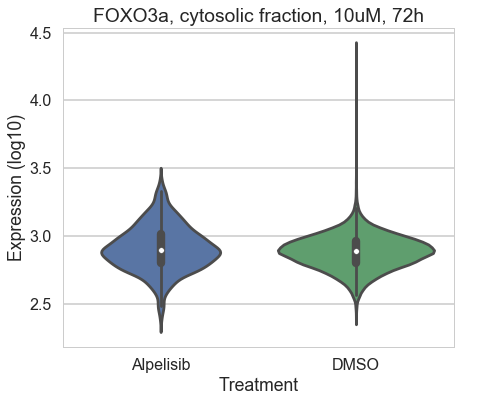 FOXO3a, cytosolic fraction, 10uM, 72h
Expression (log10)
4.5
4.0
3.5
3.0
2.5
Alpelisib
DMSO
Treatment